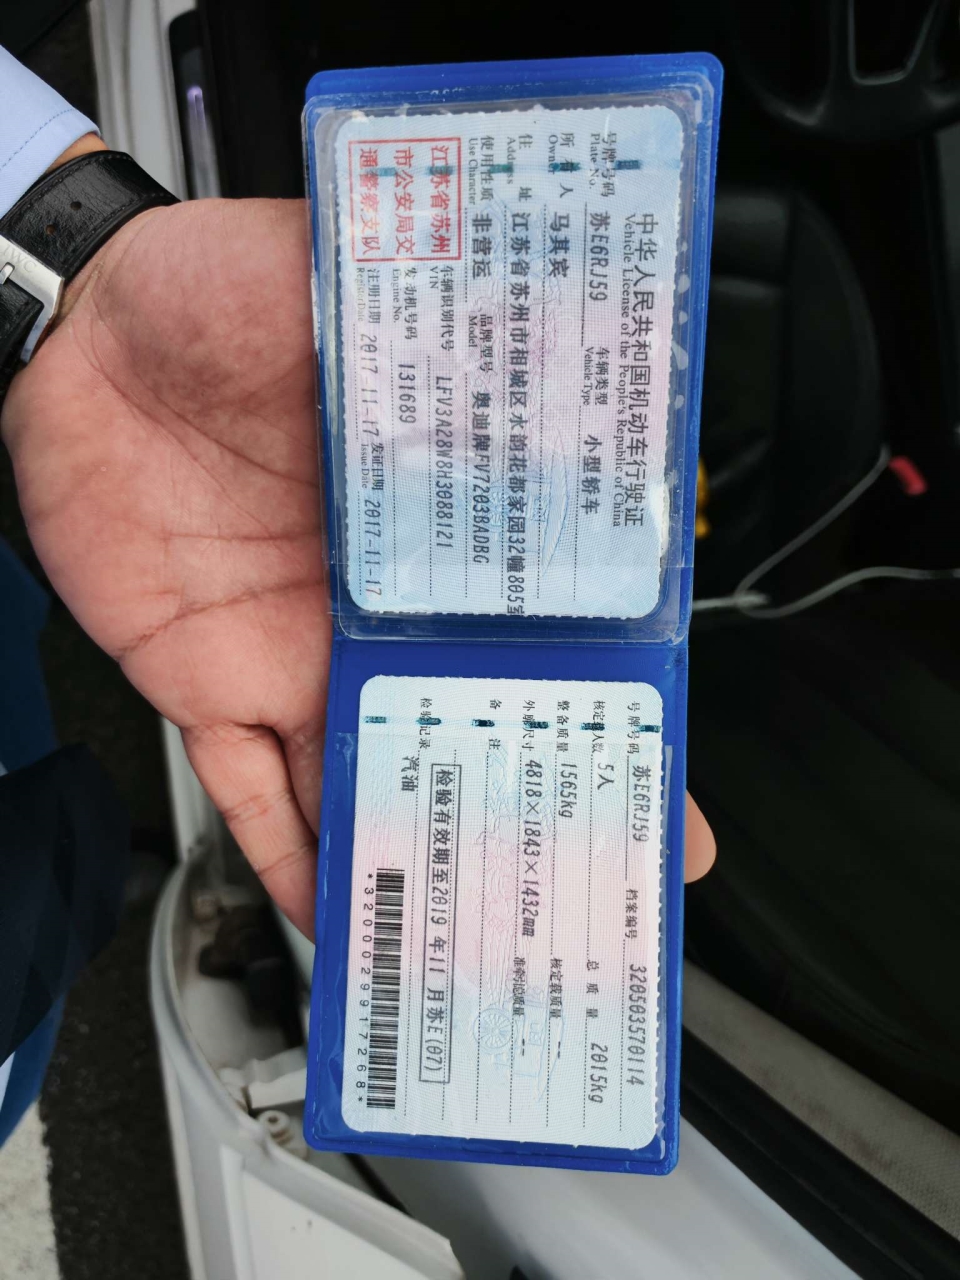 中华人民共和国机动车行驶证
Vehicle License of the People's Republic of China
号牌号码 苏E6RJ59 车辆类型 小型轿车
Plate No. Vehicle Type
所有人 马其宾
Owner
住址 江苏省苏州市相城区水韵花都家园32幢805室
Address
使用性质 非营运 品牌型号 奥迪牌FV7203BADBG
Use Character Model
江苏省苏州
市公安局交
通警察支队
车辆识别代号 LFV3A28W8H3088121
VIN
发动机号码 131689
Engine No.
注册日期 2017-11-17 发证日期 2017-11-17
Register Date Issue Date
号牌号码 苏E6RJ59 档案编号 320503570114
核定载人数 5人 总质量 2015kg
整备质量 1565kg 核定载质量 --
外廓尺寸 4818×1843×1432mm 准牵引总质量 --
备注
检验有效期至2019年11月苏E(07)
检验记录
汽油
*3200029917268*